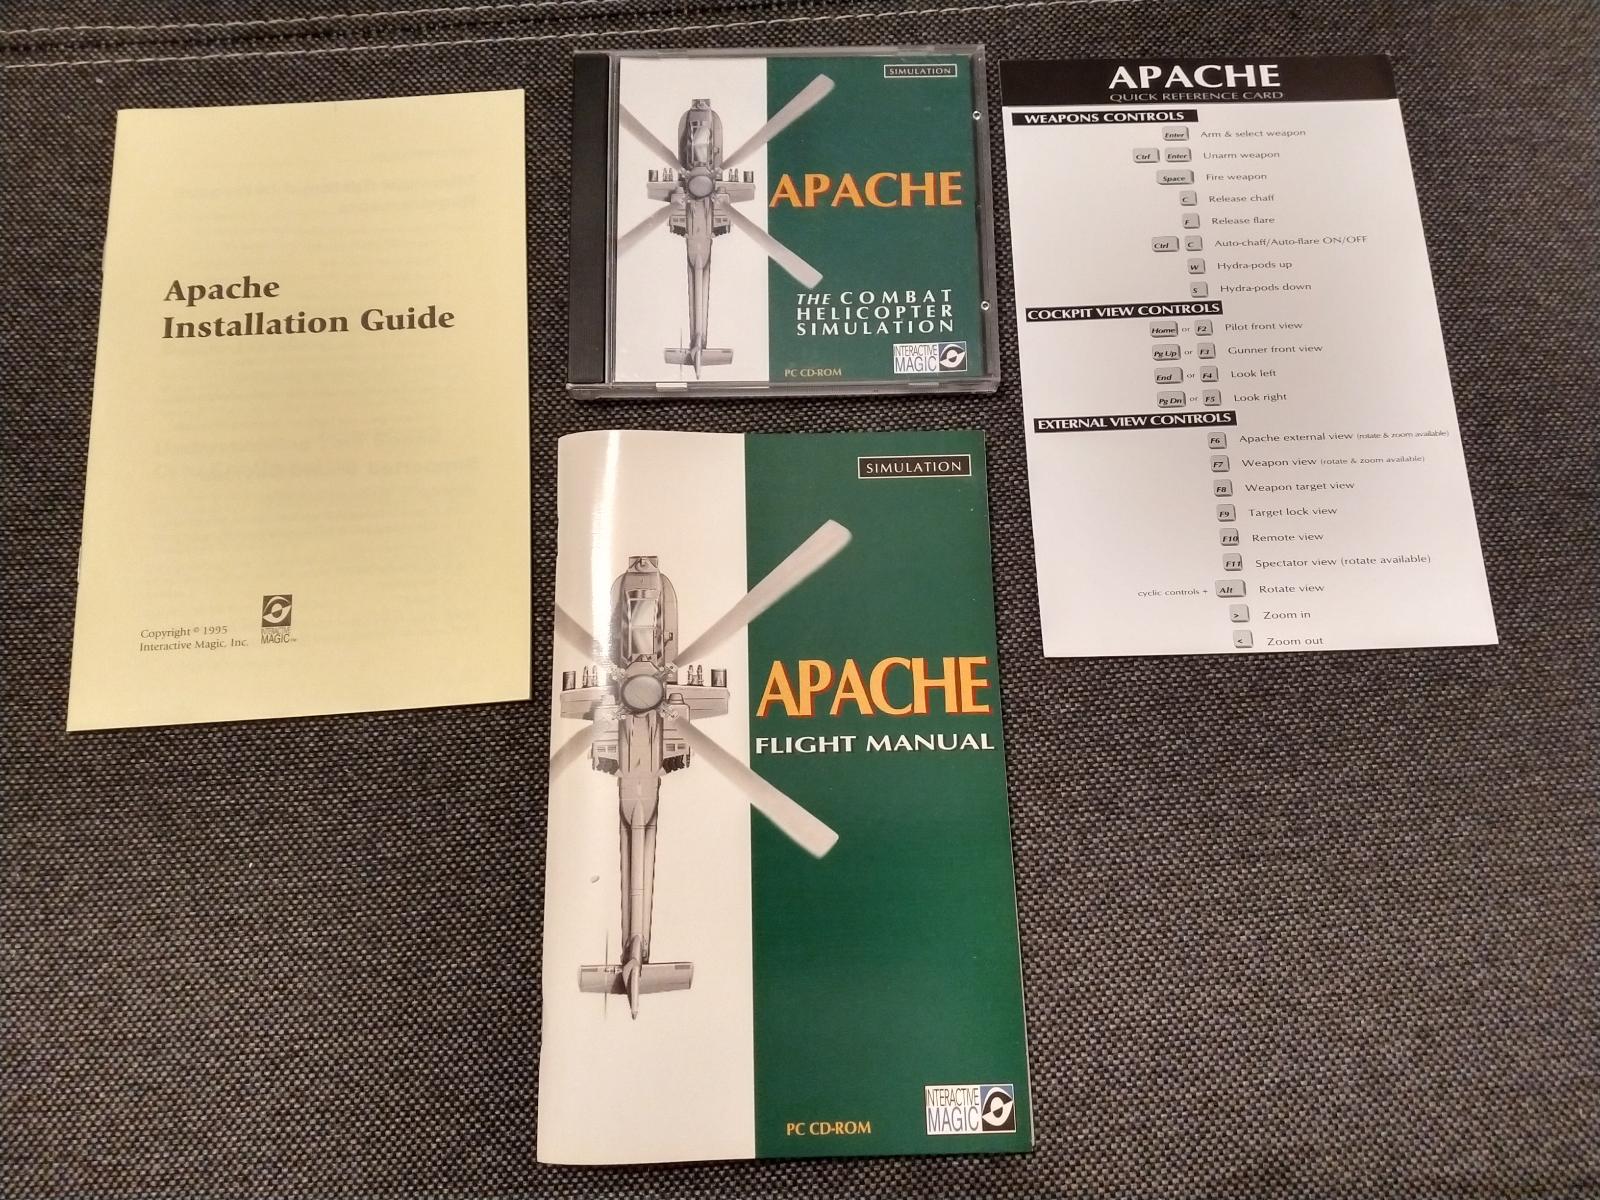 Apache
Installation Guide
Copyright © 1995
Interactive Magic, Inc.
INTERACTIVE
MAGIC™
SIMULATION
APACHE
THE COMBAT
HELICOPTER
SIMULATION
INTERACTIVE
MAGIC
PC CD-ROM
APACHE
QUICK REFERENCE CARD
WEAPONS CONTROLS
Enter Arm & select weapon
Ctrl Enter Unarm weapon
Space Fire weapon
C Release chaff
F Release flare
Ctrl C Auto-chaff/Auto-flare ON/OFF
W Hydra-pods up
S Hydra-pods down
COCKPIT VIEW CONTROLS
Home or F2 Pilot front view
Pg Up or F3 Gunner front view
End or F4 Look left
Pg Dn or F5 Look right
EXTERNAL VIEW CONTROLS
F6 Apache external view (rotate & zoom available)
F7 Weapon view (rotate & zoom available)
F8 Weapon target view
F9 Target lock view
F10 Remote view
F11 Spectator view (rotate available)
cyclic controls + Alt Rotate view
> Zoom in
< Zoom out
SIMULATION
APACHE
FLIGHT MANUAL
INTERACTIVE
MAGIC
PC CD-ROM